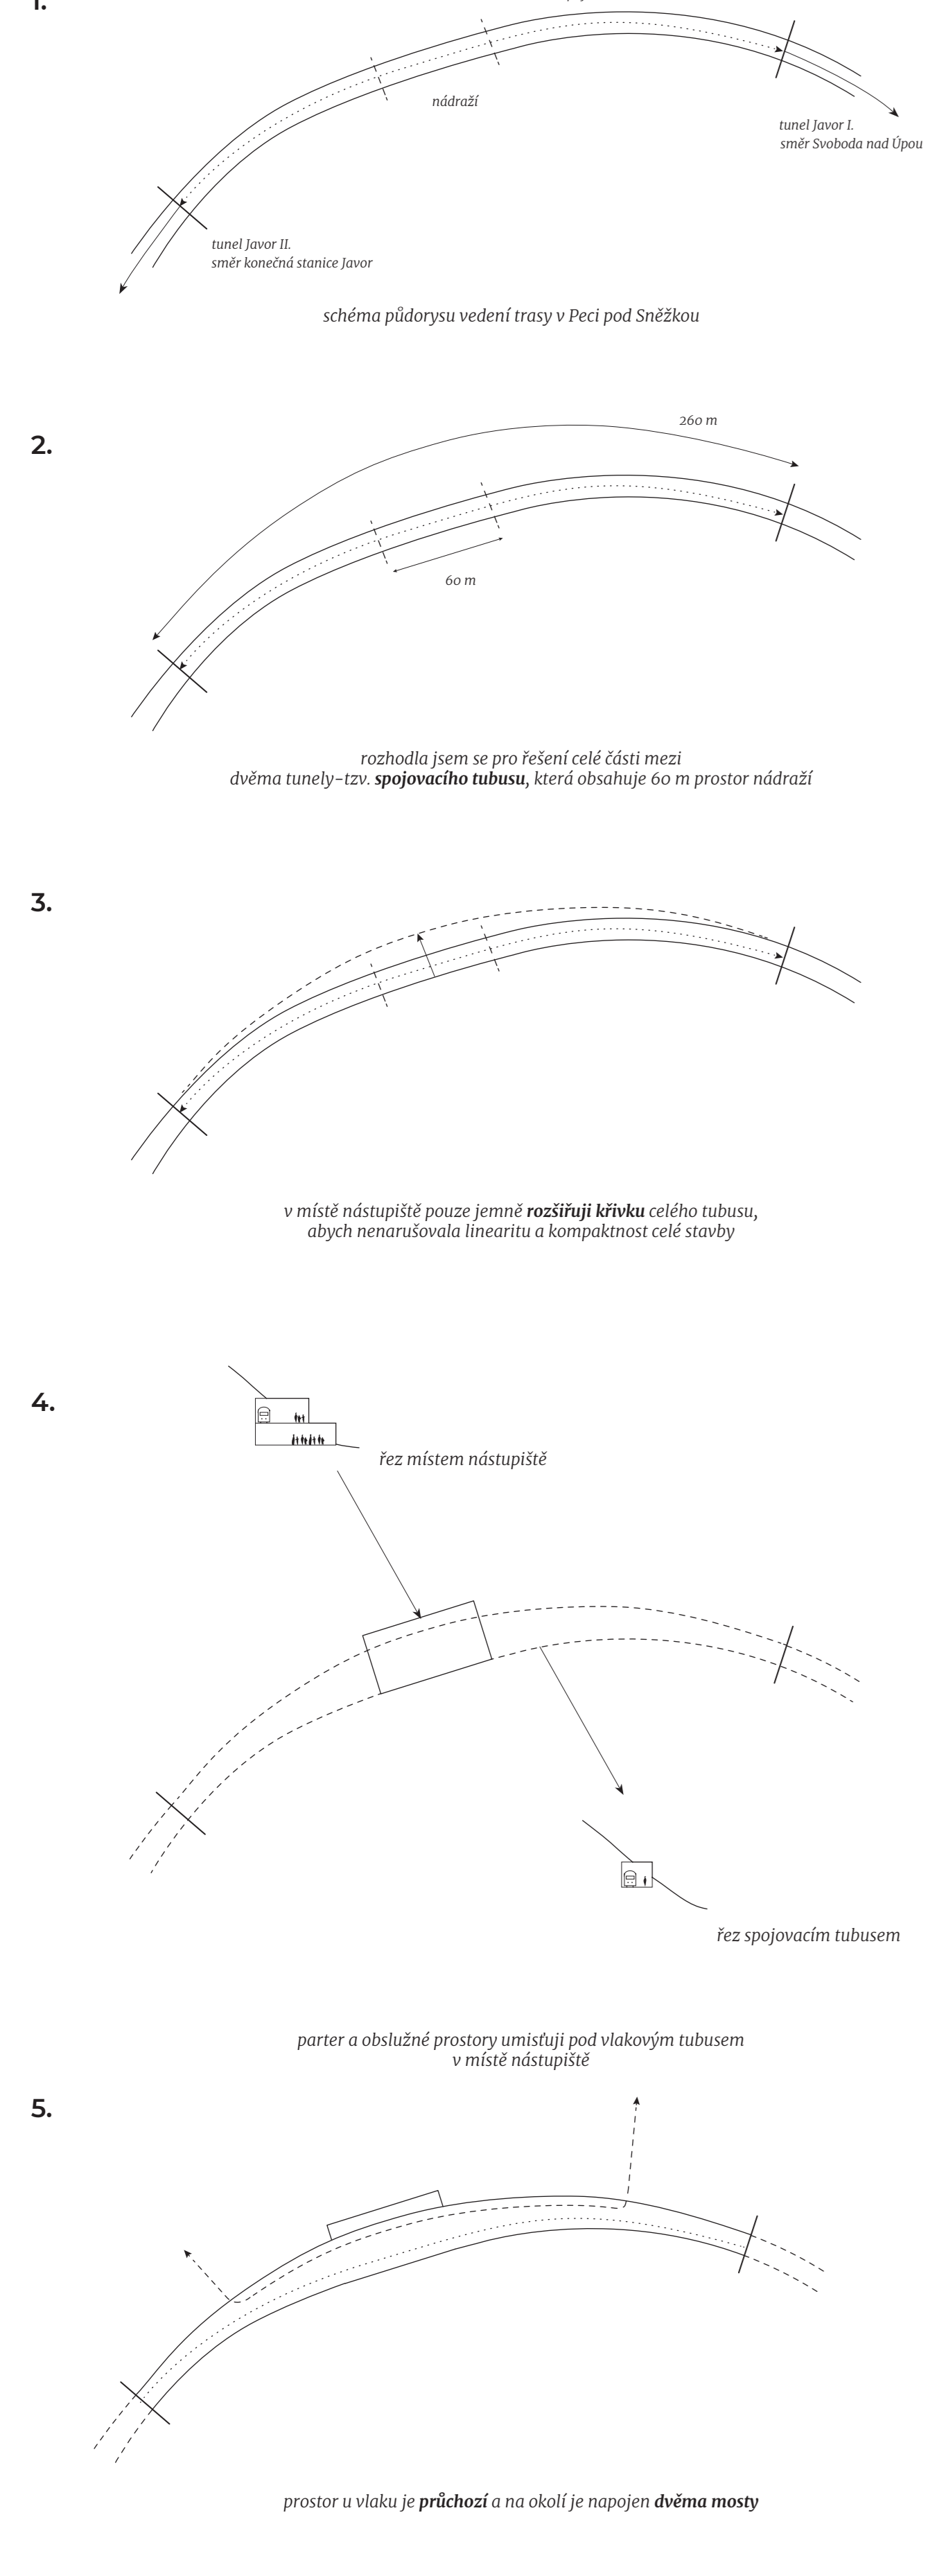 1.
nádraží
tunel Javor I.
směr Svoboda nad Úpou
tunel Javor II.
směr konečná stanice Javor
schéma půdorysu vedení trasy v Peci pod Sněžkou
2.
260 m
60 m
rozhodla jsem se pro řešení celé části mezi
dvěma tunely-tzv. spojovacího tubusu, která obsahuje 60 m prostor nádraží
3.
v místě nástupiště pouze jemně rozšiřuji křivku celého tubusu,
abych nenarušovala linearitu a kompaktnost celé stavby
4.
řez místem nástupiště
řez spojovacím tubusem
parter a obslužné prostory umisťuji pod vlakovým tubusem
v místě nástupiště
5.
prostor u vlaku je průchozí a na okolí je napojen dvěma mosty